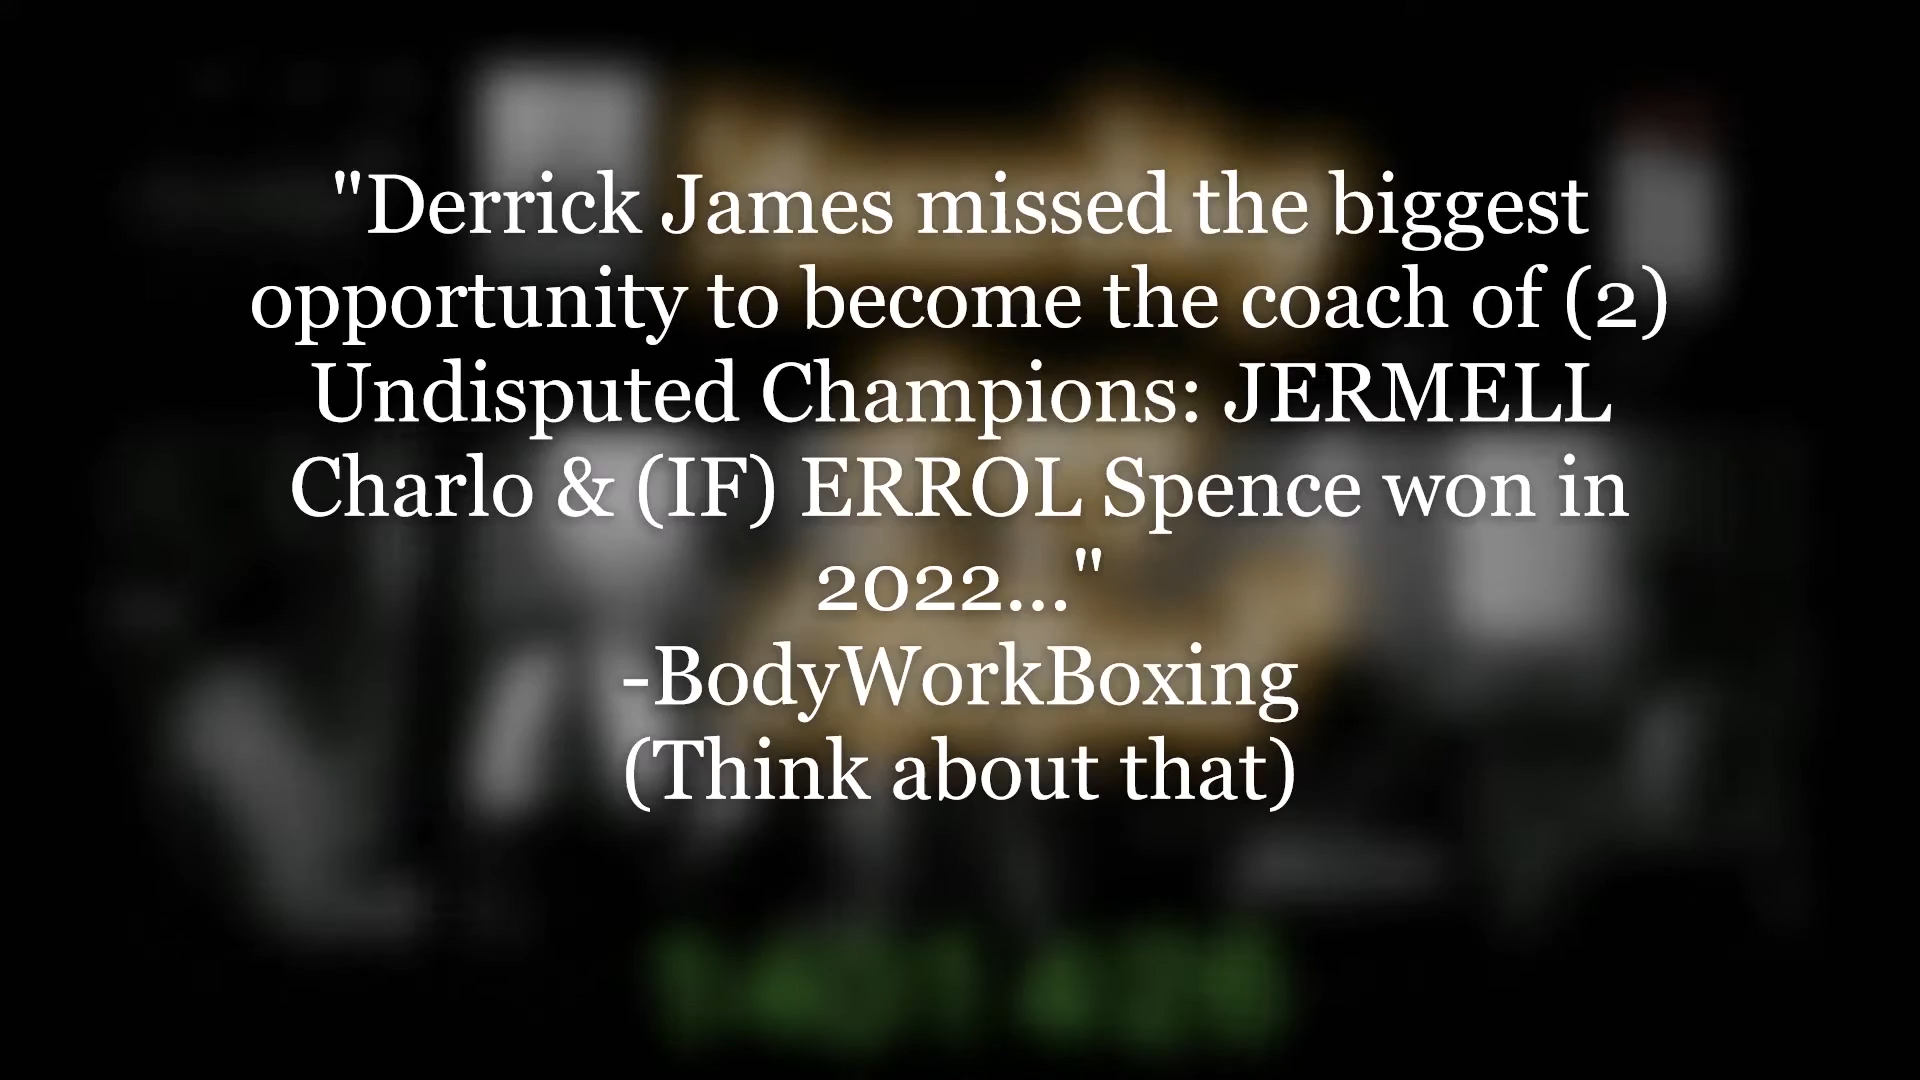 "Derrick James missed the biggest
opportunity to become the coach of (2)
Undisputed Champions: JERMELL
Charlo & (IF) ERROL Spence won in
2022..."
-BodyWorkBoxing
(Think about that)